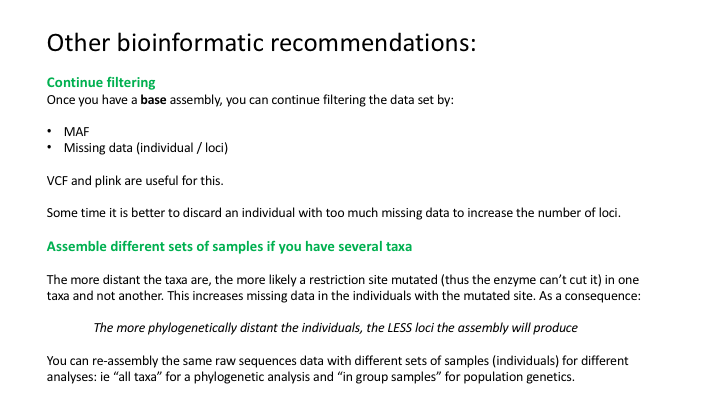 Other bioinformatic recommendations:
Continue filtering
Once you have a base assembly, you can continue filtering the data set by:
• MAF
• Missing data (individual / loci)
VCF and plink are useful for this.
Some time it is better to discard an individual with too much missing data to increase the number of loci.
Assemble different sets of samples if you have several taxa
The more distant the taxa are, the more likely a restriction site mutated (thus the enzyme can't cut it) in one
taxa and not another. This increases missing data in the individuals with the mutated site. As a consequence:
The more phylogenetically distant the individuals, the LESS loci the assembly will produce
You can re-assembly the same raw sequences data with different sets of samples (individuals) for different
analyses: ie “all taxa” for a phylogenetic analysis and “in group samples” for population genetics.